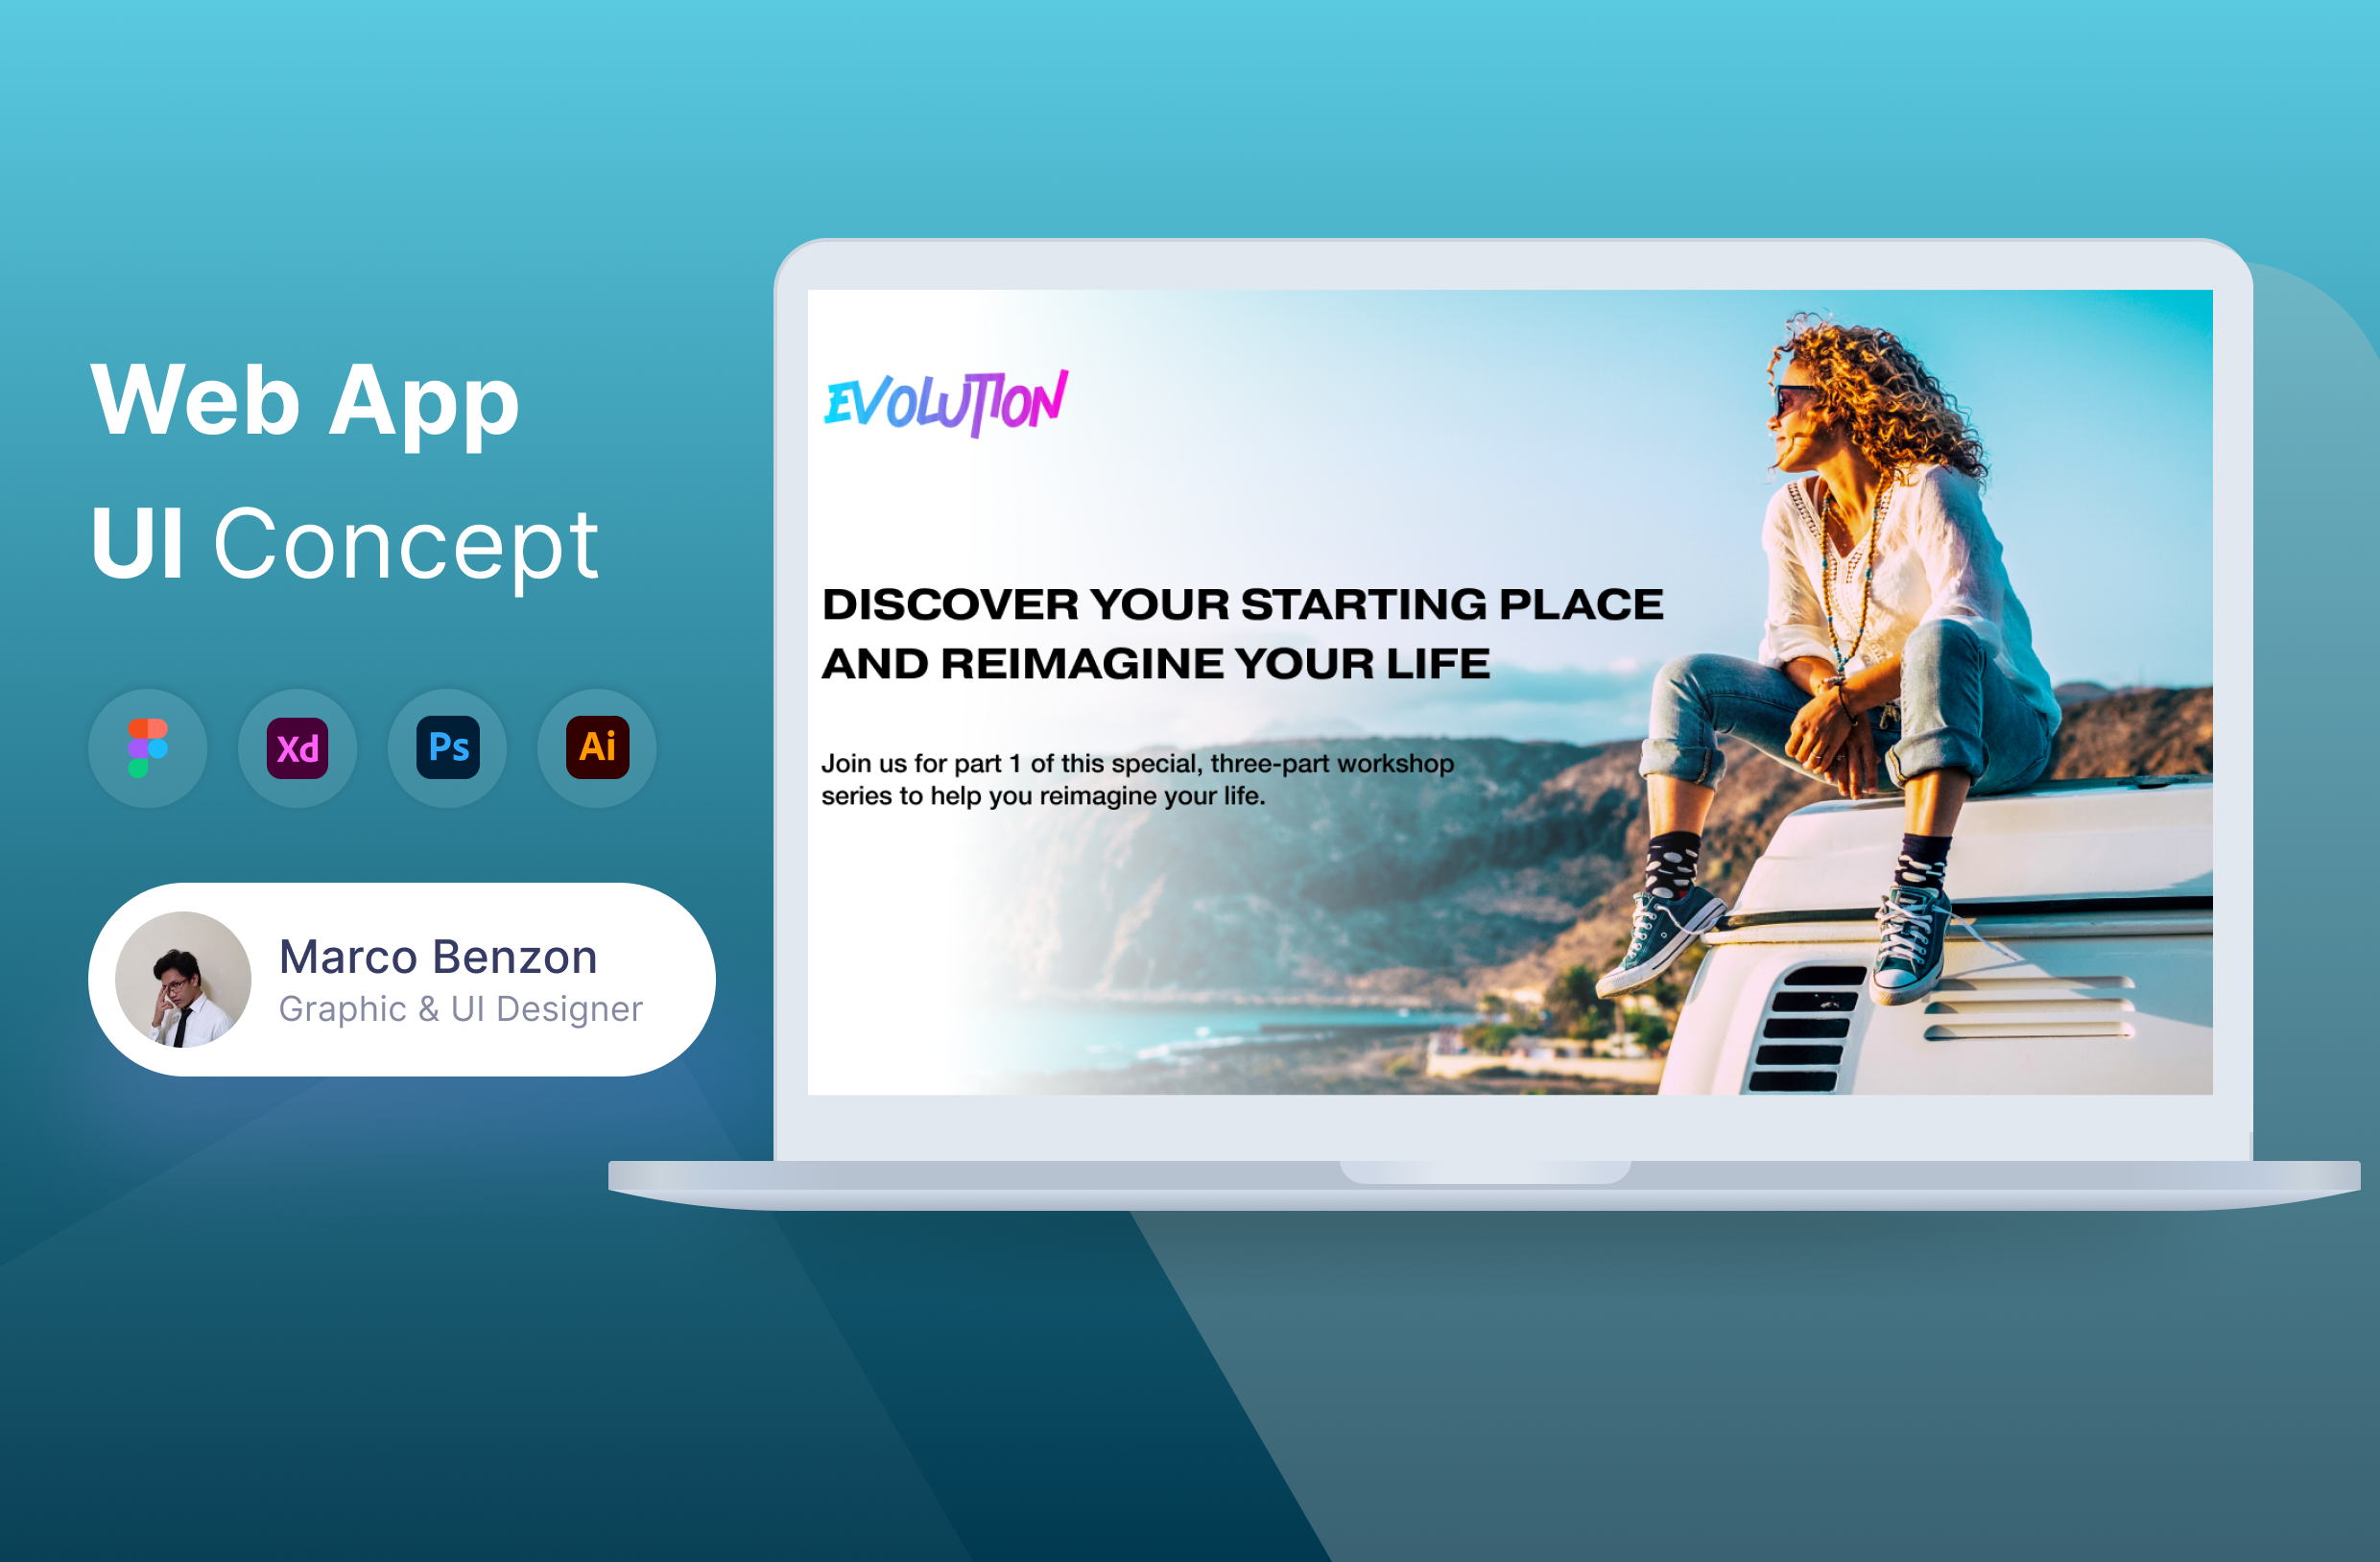 Web App
UI Concept
Xd
Ps
Ai
Marco Benzon
Graphic & UI Designer
EVOLUTION
DISCOVER YOUR STARTING PLACE
AND REIMAGINE YOUR LIFE
Join us for part 1 of this special, three-part workshop
series to help you reimagine your life.